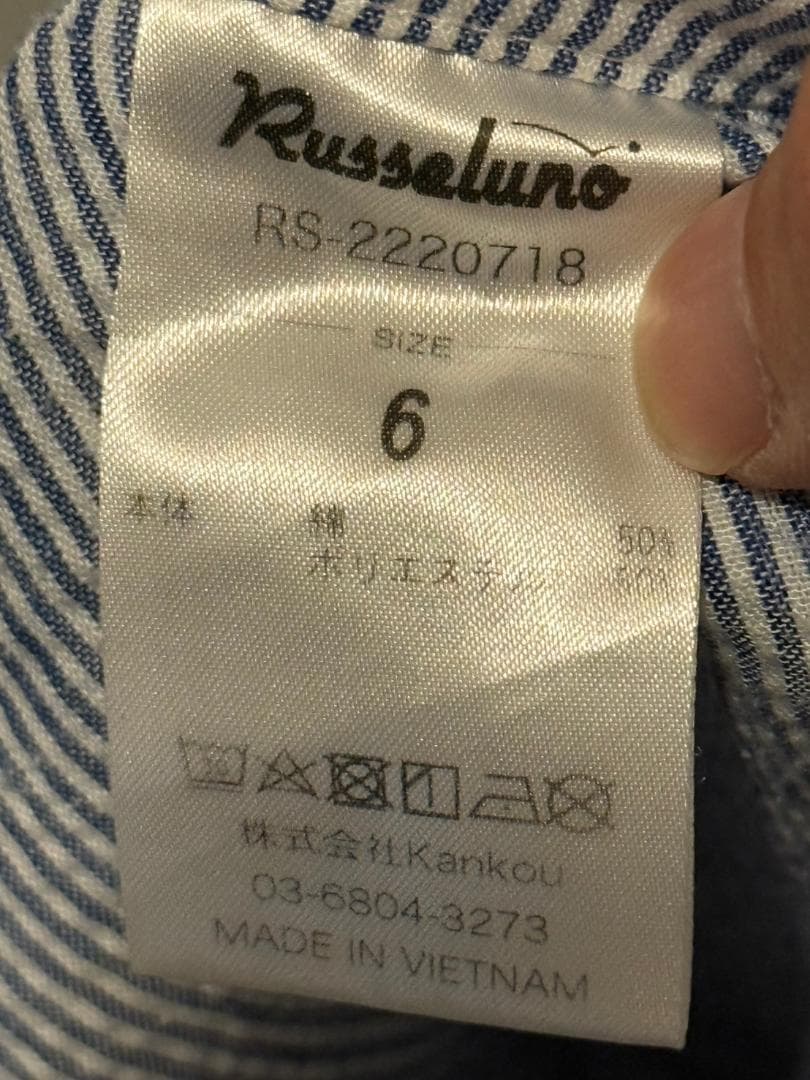 Russeluno
RS-2220718
SIZE
6
本体 綿 50%
ポリエステル 50%
株式会社Kankou
03-6804-3273
MADE IN VIETNAM